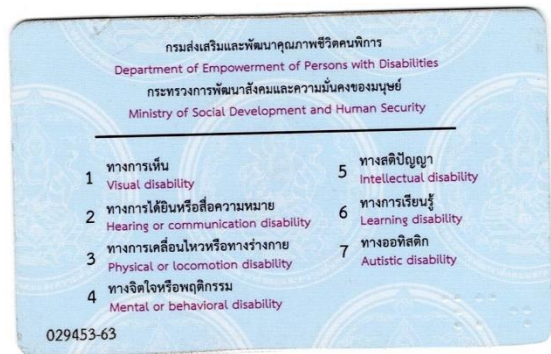 กรมส่งเสริมและพัฒนาคุณภาพชีวิตคนพิการ
Department of Empowerment of Persons with Disabilities
กระทรวงการพัฒนาสังคมและความมั่นคงของมนุษย์
Ministry of Social Development and Human Security
1 ทางการเห็น
Visual disability
2 ทางการได้ยินหรือสื่อความหมาย
Hearing or communication disability
3 ทางการเคลื่อนไหวหรือทางร่างกาย
Physical or locomotion disability
4 ทางจิตใจหรือพฤติกรรม
Mental or behavioral disability
5 ทางสติปัญญา
Intellectual disability
6 ทางการเรียนรู้
Learning disability
7 ทางออทิสติก
Autistic disability
029453-63